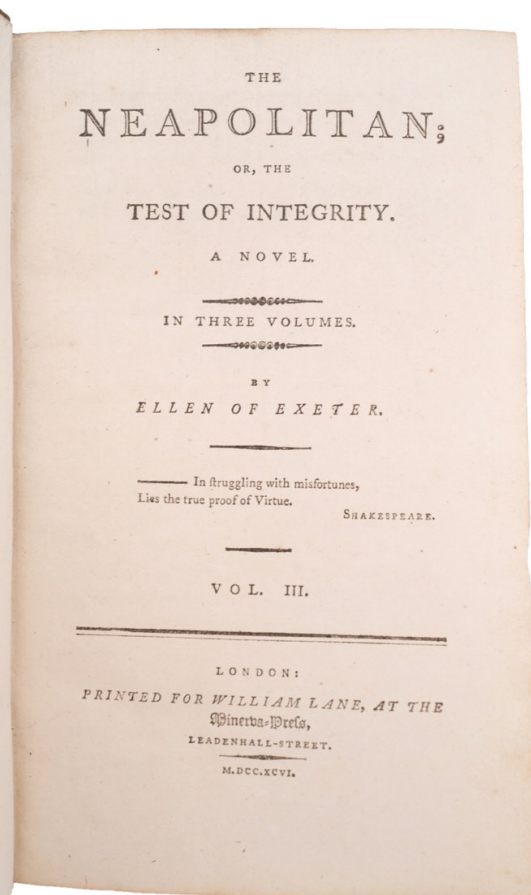 THE
NEAPOLITAN;
OR, THE
TEST OF INTEGRITY.
A NOVEL.
IN THREE VOLUMES.
BY
ELLEN OF EXETER.
In ſtruggling with misfortunes,
Lies the true proof of Virtue.
SHAKESPEARE.
VOL. III.
LONDON:
PRINTED FOR WILLIAM LANE, AT THE
Minerva-Preſs,
LEADENHALL-STREET.
M.DCC.XCVI.